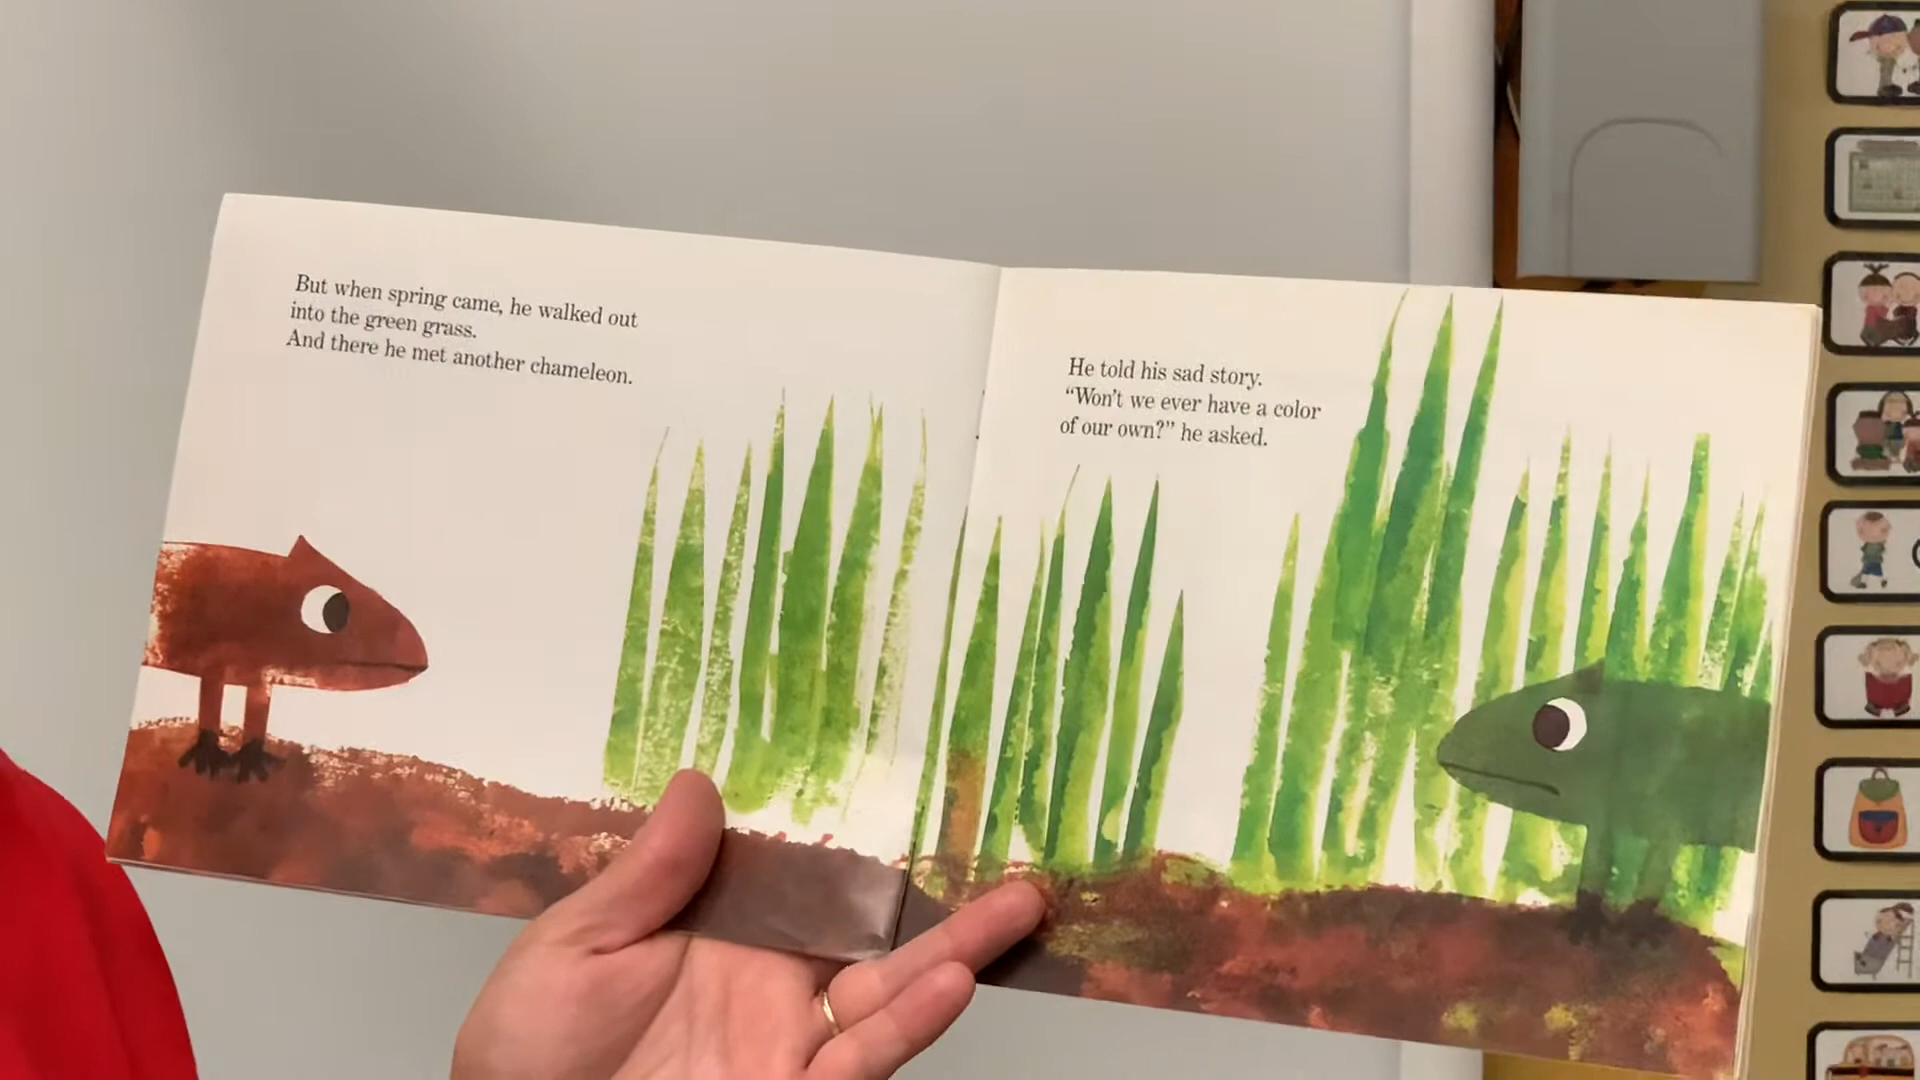 But when spring came, he walked out
into the green grass.
And there he met another chameleon.
He told his sad story.
“Won’t we ever have a color
of our own?” he asked.